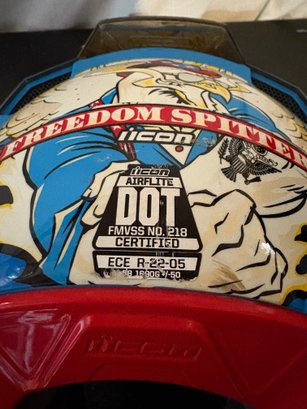 FREEDOM SPITTER
ICON
ICON
AIRFLITE
DOT
FMVSS NO. 218
CERTIFIED
ECE R-22-05
ICON